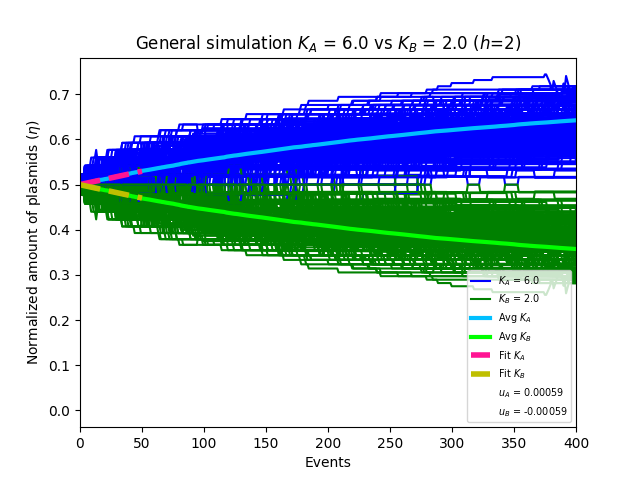 General simulation K_A = 6.0 vs K_B = 2.0 (h=2)
Normalized amount of plasmids (η)
0.7
0.6
0.5
0.4
0.3
0.2
0.1
0.0
K_A = 6.0
K_B = 2.0
Avg K_A
Avg K_B
Fit K_A
Fit K_B
u_A = 0.00059
u_B = -0.00059
0 50 100 150 200 250 300 350 400
Events